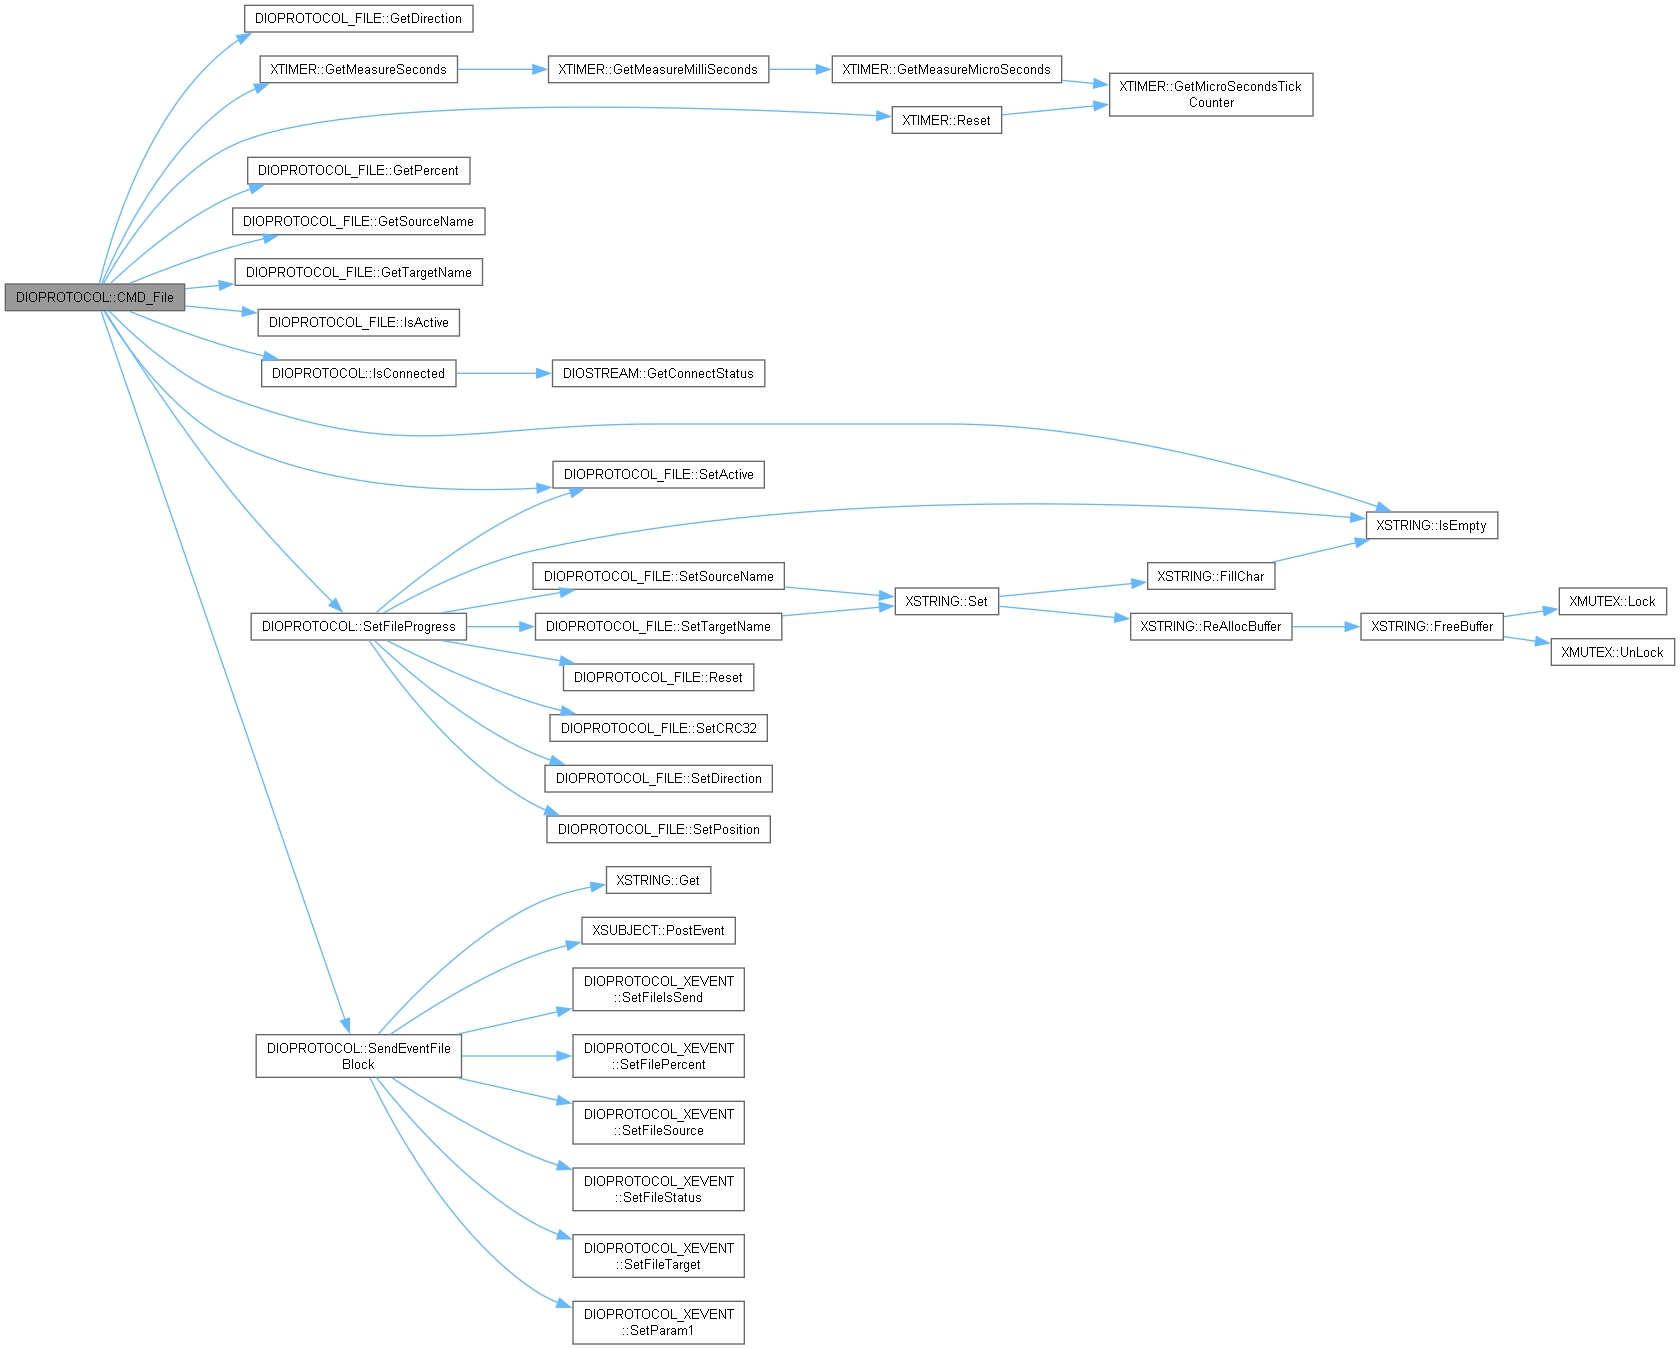 DIOPROTOCOL_FILE::GetDirection
XTIMER::GetMeasureSeconds
XTIMER::GetMeasureMilliSeconds
XTIMER::GetMeasureMicroSeconds
XTIMER::GetMicroSecondsTick
Counter
XTIMER::Reset
DIOPROTOCOL_FILE::GetPercent
DIOPROTOCOL_FILE::GetSourceName
DIOPROTOCOL_FILE::GetTargetName
DIOPROTOCOL::CMD_File
DIOPROTOCOL_FILE::IsActive
DIOPROTOCOL::IsConnected
DIOSTREAM::GetConnectStatus
DIOPROTOCOL_FILE::SetActive
XSTRING::IsEmpty
DIOPROTOCOL_FILE::SetSourceName
XSTRING::FillChar
XSTRING::Set
XMUTEX::Lock
DIOPROTOCOL::SetFileProgress
DIOPROTOCOL_FILE::SetTargetName
XSTRING::ReAllocBuffer
XSTRING::FreeBuffer
XMUTEX::UnLock
DIOPROTOCOL_FILE::Reset
DIOPROTOCOL_FILE::SetCRC32
DIOPROTOCOL_FILE::SetDirection
DIOPROTOCOL_FILE::SetPosition
XSTRING::Get
XSUBJECT::PostEvent
DIOPROTOCOL_XEVENT
::SetFileIsSend
DIOPROTOCOL::SendEventFile
Block
DIOPROTOCOL_XEVENT
::SetFilePercent
DIOPROTOCOL_XEVENT
::SetFileSource
DIOPROTOCOL_XEVENT
::SetFileStatus
DIOPROTOCOL_XEVENT
::SetFileTarget
DIOPROTOCOL_XEVENT
::SetParam1